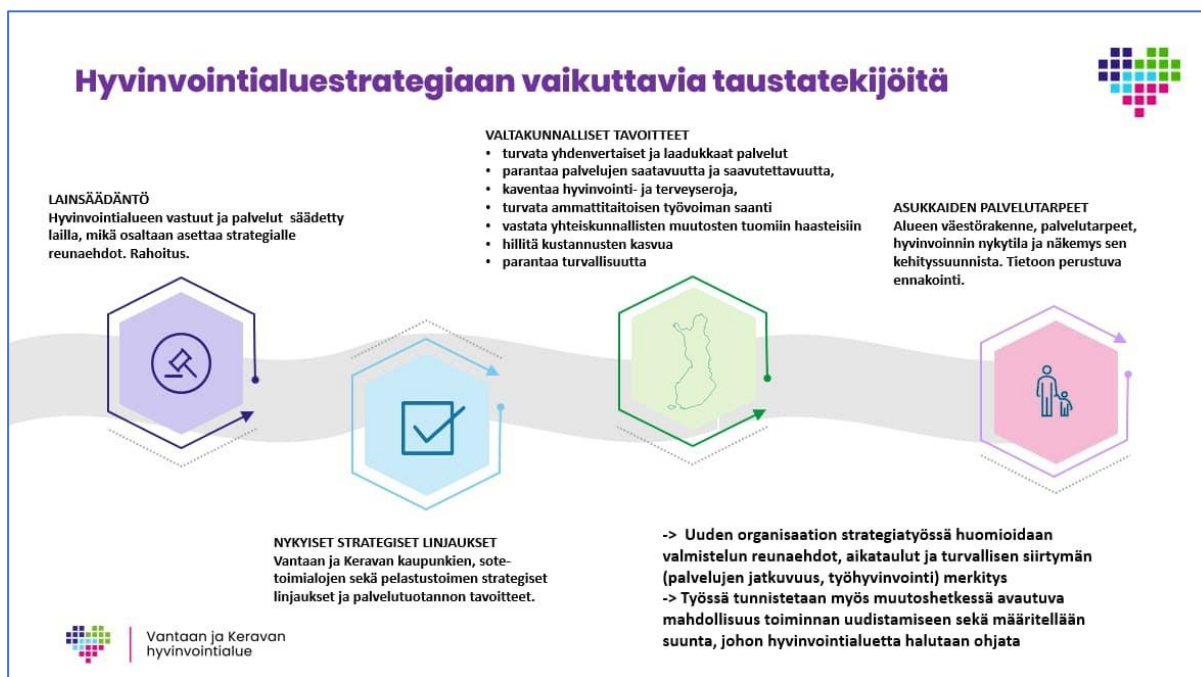 Hyvinvointialuestrategiaan vaikuttavia taustatekijöitä
LAINSÄÄDÄNTÖ
Hyvinvointialueen vastuut ja palvelut säädetty
lailla, mikä osaltaan asettaa strategialle
reunaehdot. Rahoitus.
NYKYISET STRATEGISET LINJAUKSET
Vantaan ja Keravan kaupunkien, sote-
toimialojen sekä pelastustoimen strategiset
linjaukset ja palvelutuotannon tavoitteet.
VALTAKUNNALLISET TAVOITTEET
• turvata yhdenvertaiset ja laadukkaat palvelut
• parantaa palvelujen saatavuutta ja saavutettavuutta,
• kaventaa hyvinvointi- ja terveyseroja,
• turvata ammattitaitoisen työvoiman saanti
• vastata yhteiskunnallisten muutosten tuomiin haasteisiin
• hillitä kustannusten kasvua
• parantaa turvallisuutta
ASUKKAIDEN PALVELUTARPEET
Alueen väestörakenne, palvelutarpeet,
hyvinvoinnin nykytila ja näkemys sen
kehityssuunnista. Tietoon perustuva
ennakointi.
-> Uuden organisaation strategiatyössä huomioidaan
valmistelun reunaehdot, aikataulut ja turvallisen siirtymän
(palvelujen jatkuvuus, työhyvinvointi) merkitys
-> Työssä tunnistetaan myös muutoshetkessä avautuva
mahdollisuus toiminnan uudistamiseen sekä määritellään
suunta, johon hyvinvointialuetta halutaan ohjata
Vantaan ja Keravan
hyvinvointialue